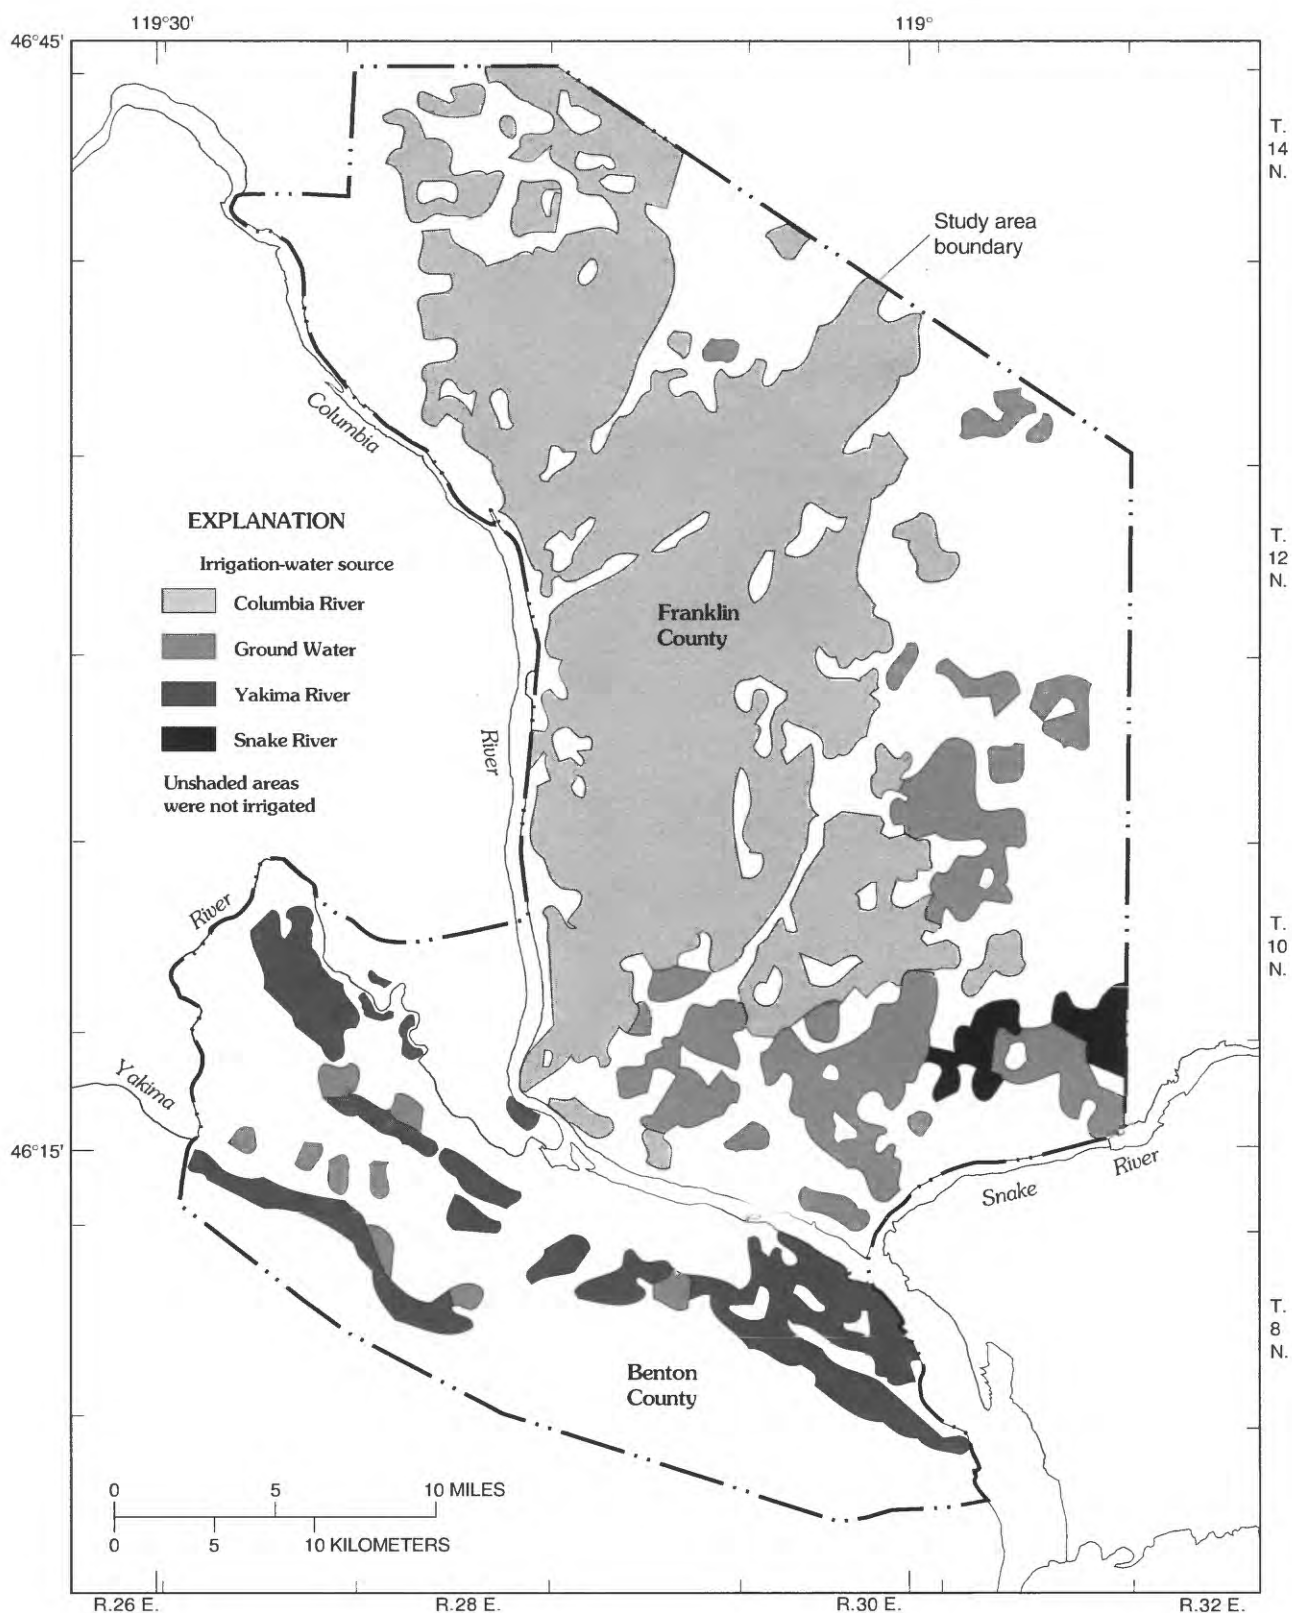 119°30'
119°
46°45'
T.
14
N.
Study area
boundary
Columbia
EXPLANATION
Irrigation-water source
Columbia River
Ground Water
Yakima River
Snake River
Unshaded areas
were not irrigated
T.
12
N.
Franklin
County
River
River
T.
10
N.
Yakima
46°15'
River
Snake
T.
8
N.
Benton
County
0 5 10 MILES
0 5 10 KILOMETERS
R.26 E. R.28 E. R.30 E. R.32 E.